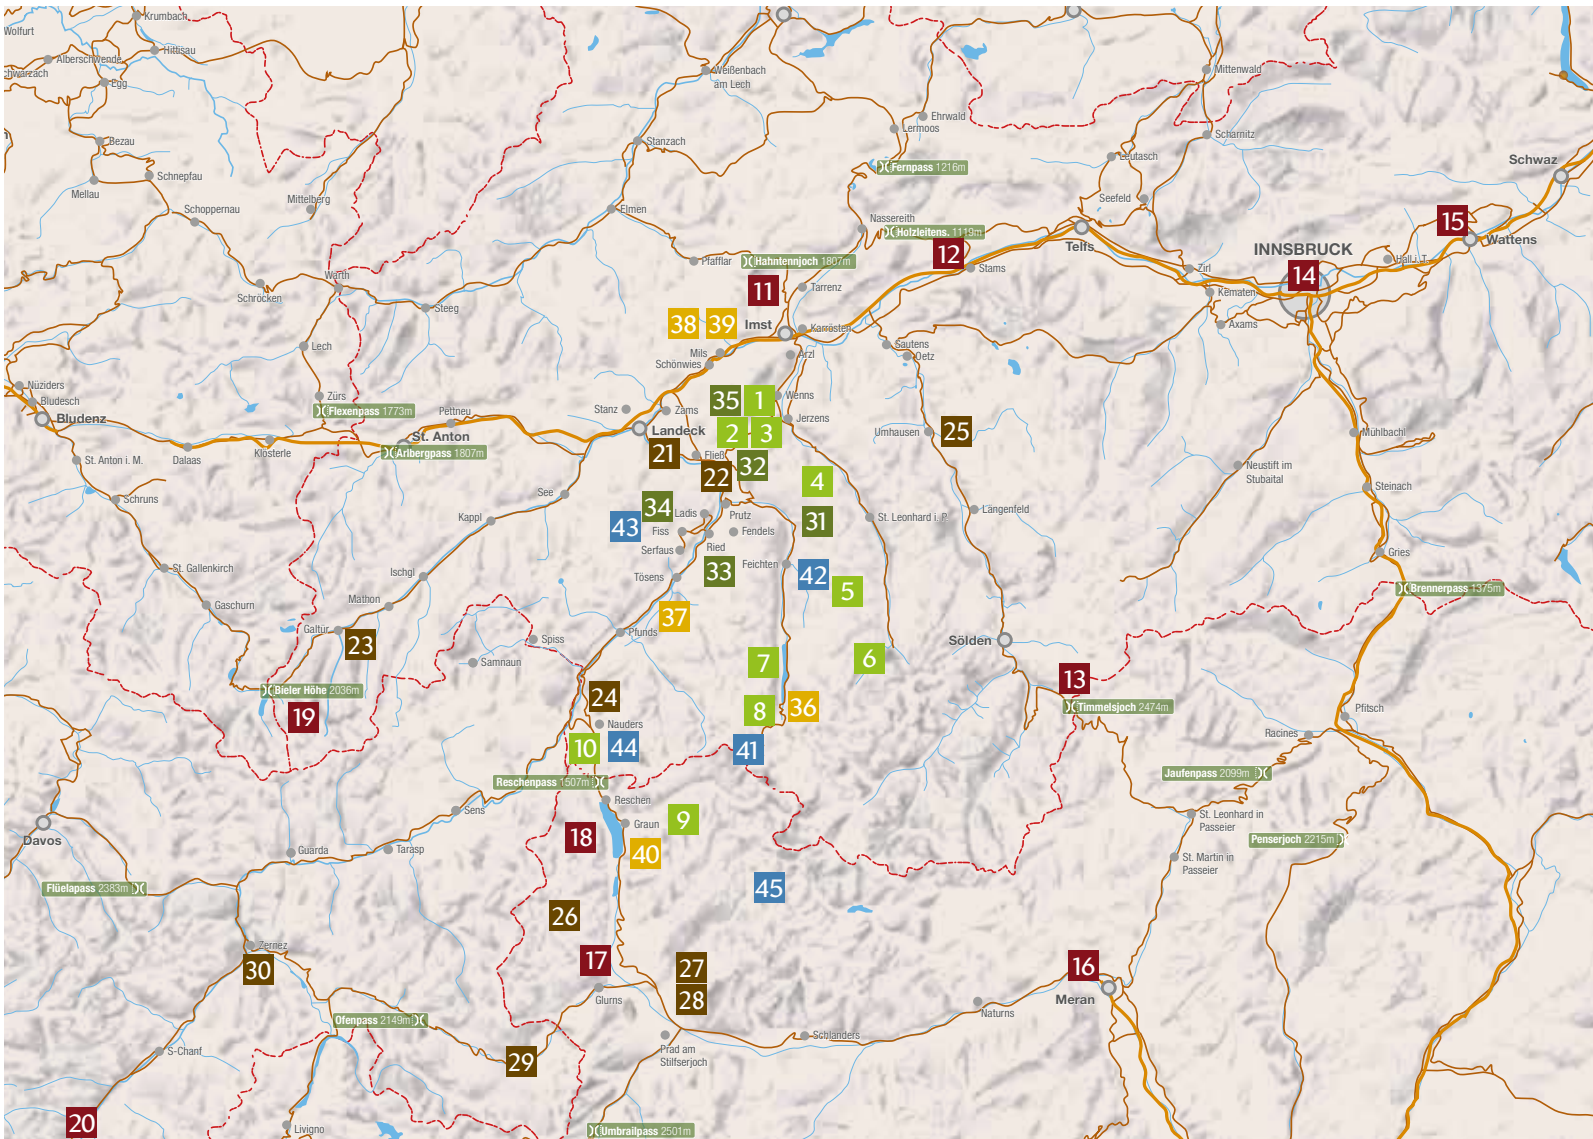 Krumbach
Wolfurt
Hittisau
Alberschwende
chwarzach
Egg
Weißenbach
am Lech
Mittenwald
Ehrwald
Lermoos
Scharnitz
Bezau
Stanzach
Leutasch
Schwaz
Fernpass 1216m
Schnepfau
Mellau
Mittelberg
Seefeld
Schoppernau
Elmen
Nassereith
15
Holzleitens. 1119m
Wattens
Telfs
12
INNSBRUCK
Pfafflar
Hahntennjoch 1807m
Stams
Zirl
Hall i. T.
14
Warth
Schröcken
11
Tarrenz
Kematen
Steeg
38
39
Imst
Karrösten
Axams
Lech
Mils
Schönwies
Arzl
Sautens
Oetz
Nüziders
Bludesch
Bludenz
Zürs
Flexenpass 1773m
Pettneu
Stanz
Zams
35
1
Wenns
Jerzens
St. Anton
Landeck
2
3
Umhausen
25
Mühlbachl
Klösterle
Dalaas
Arlbergpass 1807m
St. Anton i. M.
21
Fließ
32
22
4
Neustift im
Stubaital
Steinach
Schruns
See
34
Ladis
Prutz
Längenfeld
Kappl
43
Fiss
Fendels
31
St. Leonhard i. P.
Serfaus
Ried
Gries
St. Gallenkirch
Ischgl
Tösens
33
Feichten
42
5
Brennerpass 1375m
Gaschurn
Mathon
37
Galtür
23
Spiss
Pfunds
Sölden
Samnaun
7
6
13
Bieler Höhe 2036m
24
8
36
Timmelsjoch 2474m
19
Nauders
Pfitsch
10
44
41
Racines
Reschenpass 1507m
Jaufenpass 2099m
Reschen
Sens
9
Graun
St. Leonhard in
Passeier
Davos
18
40
Penserjoch 2215m
Guarda
Tarasp
St. Martin in
Passeier
Flüelapass 2383m
45
26
Zernez
30
17
27
16
Glurns
28
Meran
Naturns
Ofenpass 2149m
S-Chanf
29
Prad am
Stilfserjoch
Schlanders
20
Livigno
Umbrailpass 2501m